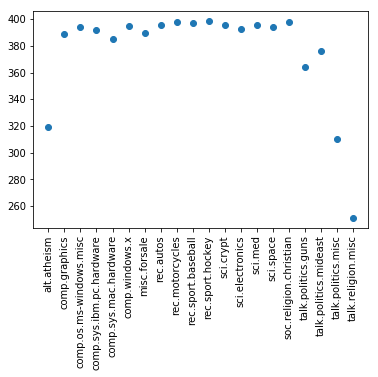 400
380
360
340
320
300
280
260
alt.atheism
comp.graphics
comp.os.ms-windows.misc
comp.sys.ibm.pc.hardware
comp.sys.mac.hardware
comp.windows.x
misc.forsale
rec.autos
rec.motorcycles
rec.sport.baseball
rec.sport.hockey
sci.crypt
sci.electronics
sci.med
sci.space
soc.religion.christian
talk.politics.guns
talk.politics.mideast
talk.politics.misc
talk.religion.misc